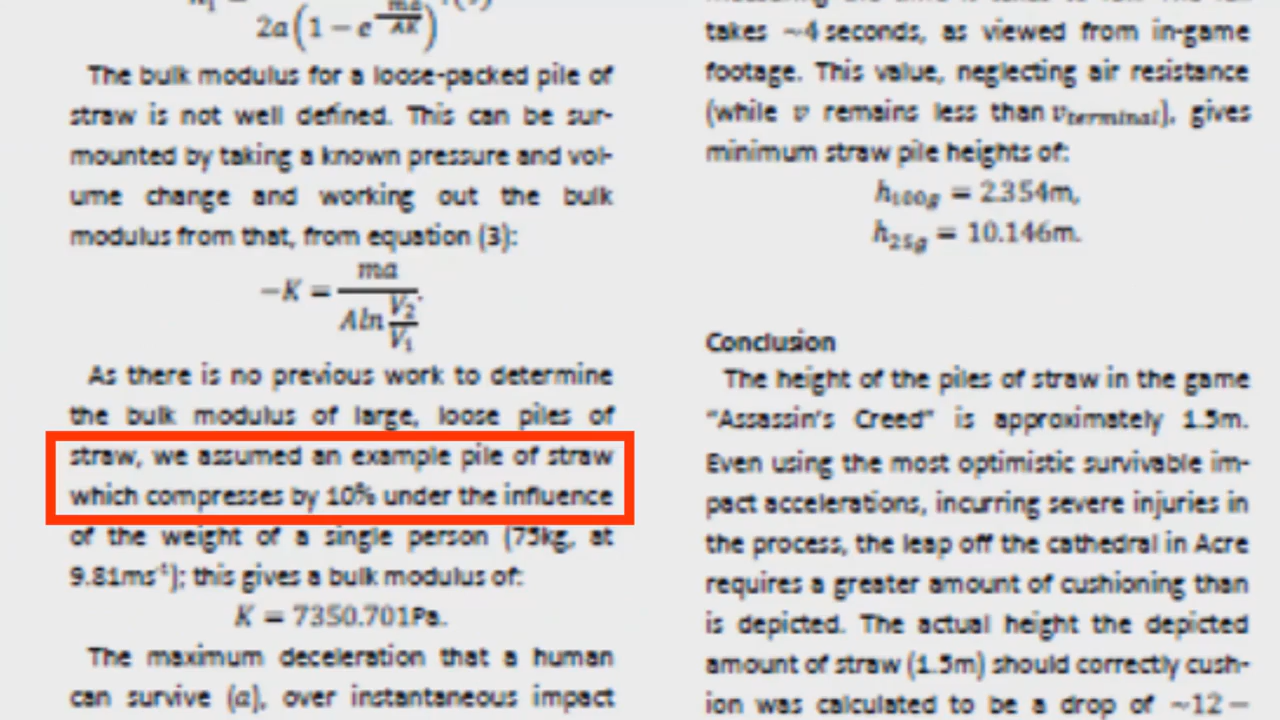 2a(1 − e^(ma/AK))
The bulk modulus for a loose-packed pile of
straw is not well defined. This can be sur-
mounted by taking a known pressure and vol-
ume change and working out the bulk
modulus from that, from equation (3):
−K = ma / (A ln V₂/V₁).
As there is no previous work to determine
the bulk modulus of large, loose piles of
straw, we assumed an example pile of straw
which compresses by 10% under the influence
of the weight of a single person (75kg, at
9.81ms⁻¹); this gives a bulk modulus of:
K = 7350.701Pa.
The maximum deceleration that a human
can survive (a), over instantaneous impact
takes ~4 seconds, as viewed from in-game
footage. This value, neglecting air resistance
(while v remains less than v_terminal), gives
minimum straw pile heights of:
h₁₀₀g = 2.354m,
h₂₅g = 10.146m.
Conclusion
The height of the piles of straw in the game
"Assassin's Creed" is approximately 1.5m.
Even using the most optimistic survivable im-
pact accelerations, incurring severe injuries in
the process, the leap off the cathedral in Acre
requires a greater amount of cushioning than
is depicted. The actual height the depicted
amount of straw (1.5m) should correctly cush-
ion was calculated to be a drop of ~12 −